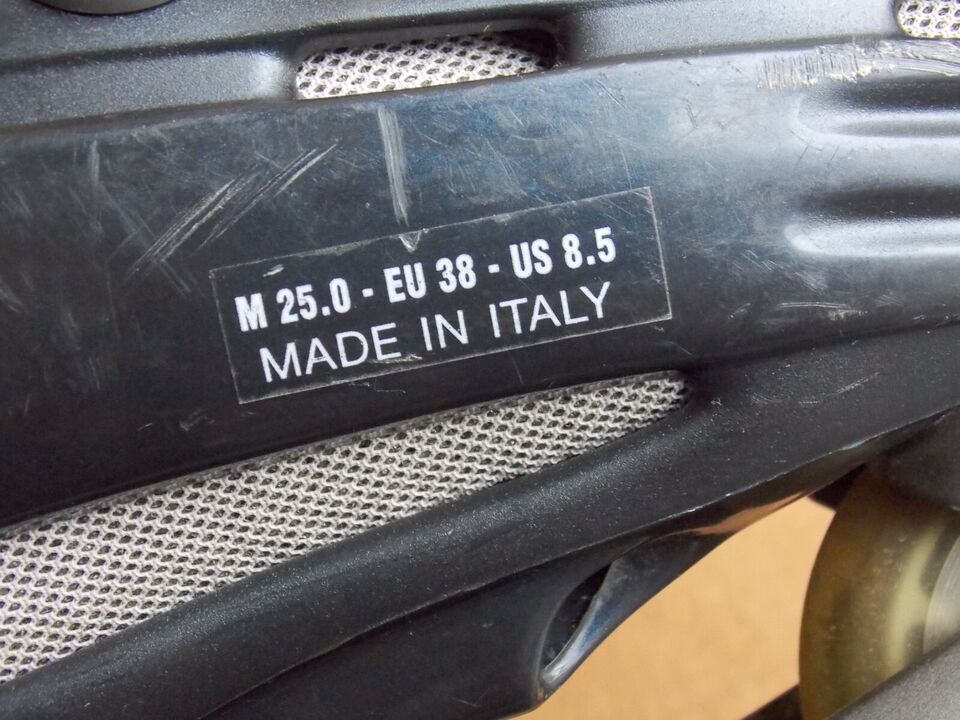 M 25.0 - EU 38 - US 8.5
MADE IN ITALY